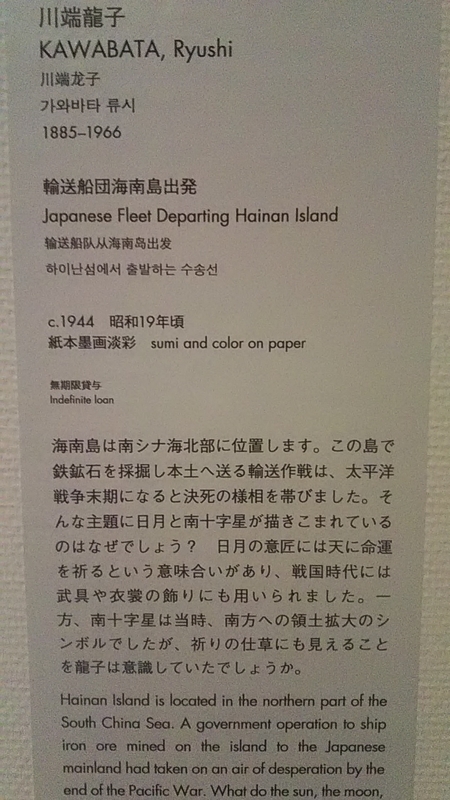 川端龍子
KAWABATA, Ryushi
川端龙子
가와바타 류시
1885–1966
輸送船団海南島出発
Japanese Fleet Departing Hainan Island
输送船队从海南岛出发
하이난섬에서 출발하는 수송선
c.1944　昭和19年頃
紙本墨画淡彩　sumi and color on paper
無期限貸与
Indefinite loan
海南島は南シナ海北部に位置します。この島で
鉄鉱石を採掘し本土へ送る輸送作戦は、太平洋
戦争末期になると決死の様相を帯びました。そ
んな主題に日月と南十字星が描きこまれている
のはなぜでしょう？　日月の意匠には天に命運
を祈るという意味合いがあり、戦国時代には
武具や衣裳の飾りにも用いられました。一
方、南十字星は当時、南方への領土拡大のシ
ンボルでしたが、祈りの仕草にも見えること
を龍子は意識していたでしょうか。
Hainan Island is located in the northern part of the
South China Sea. A government operation to ship
iron ore mined on the island to the Japanese
mainland had taken on an air of desperation by the
end of the Pacific War. What do the sun, the moon,